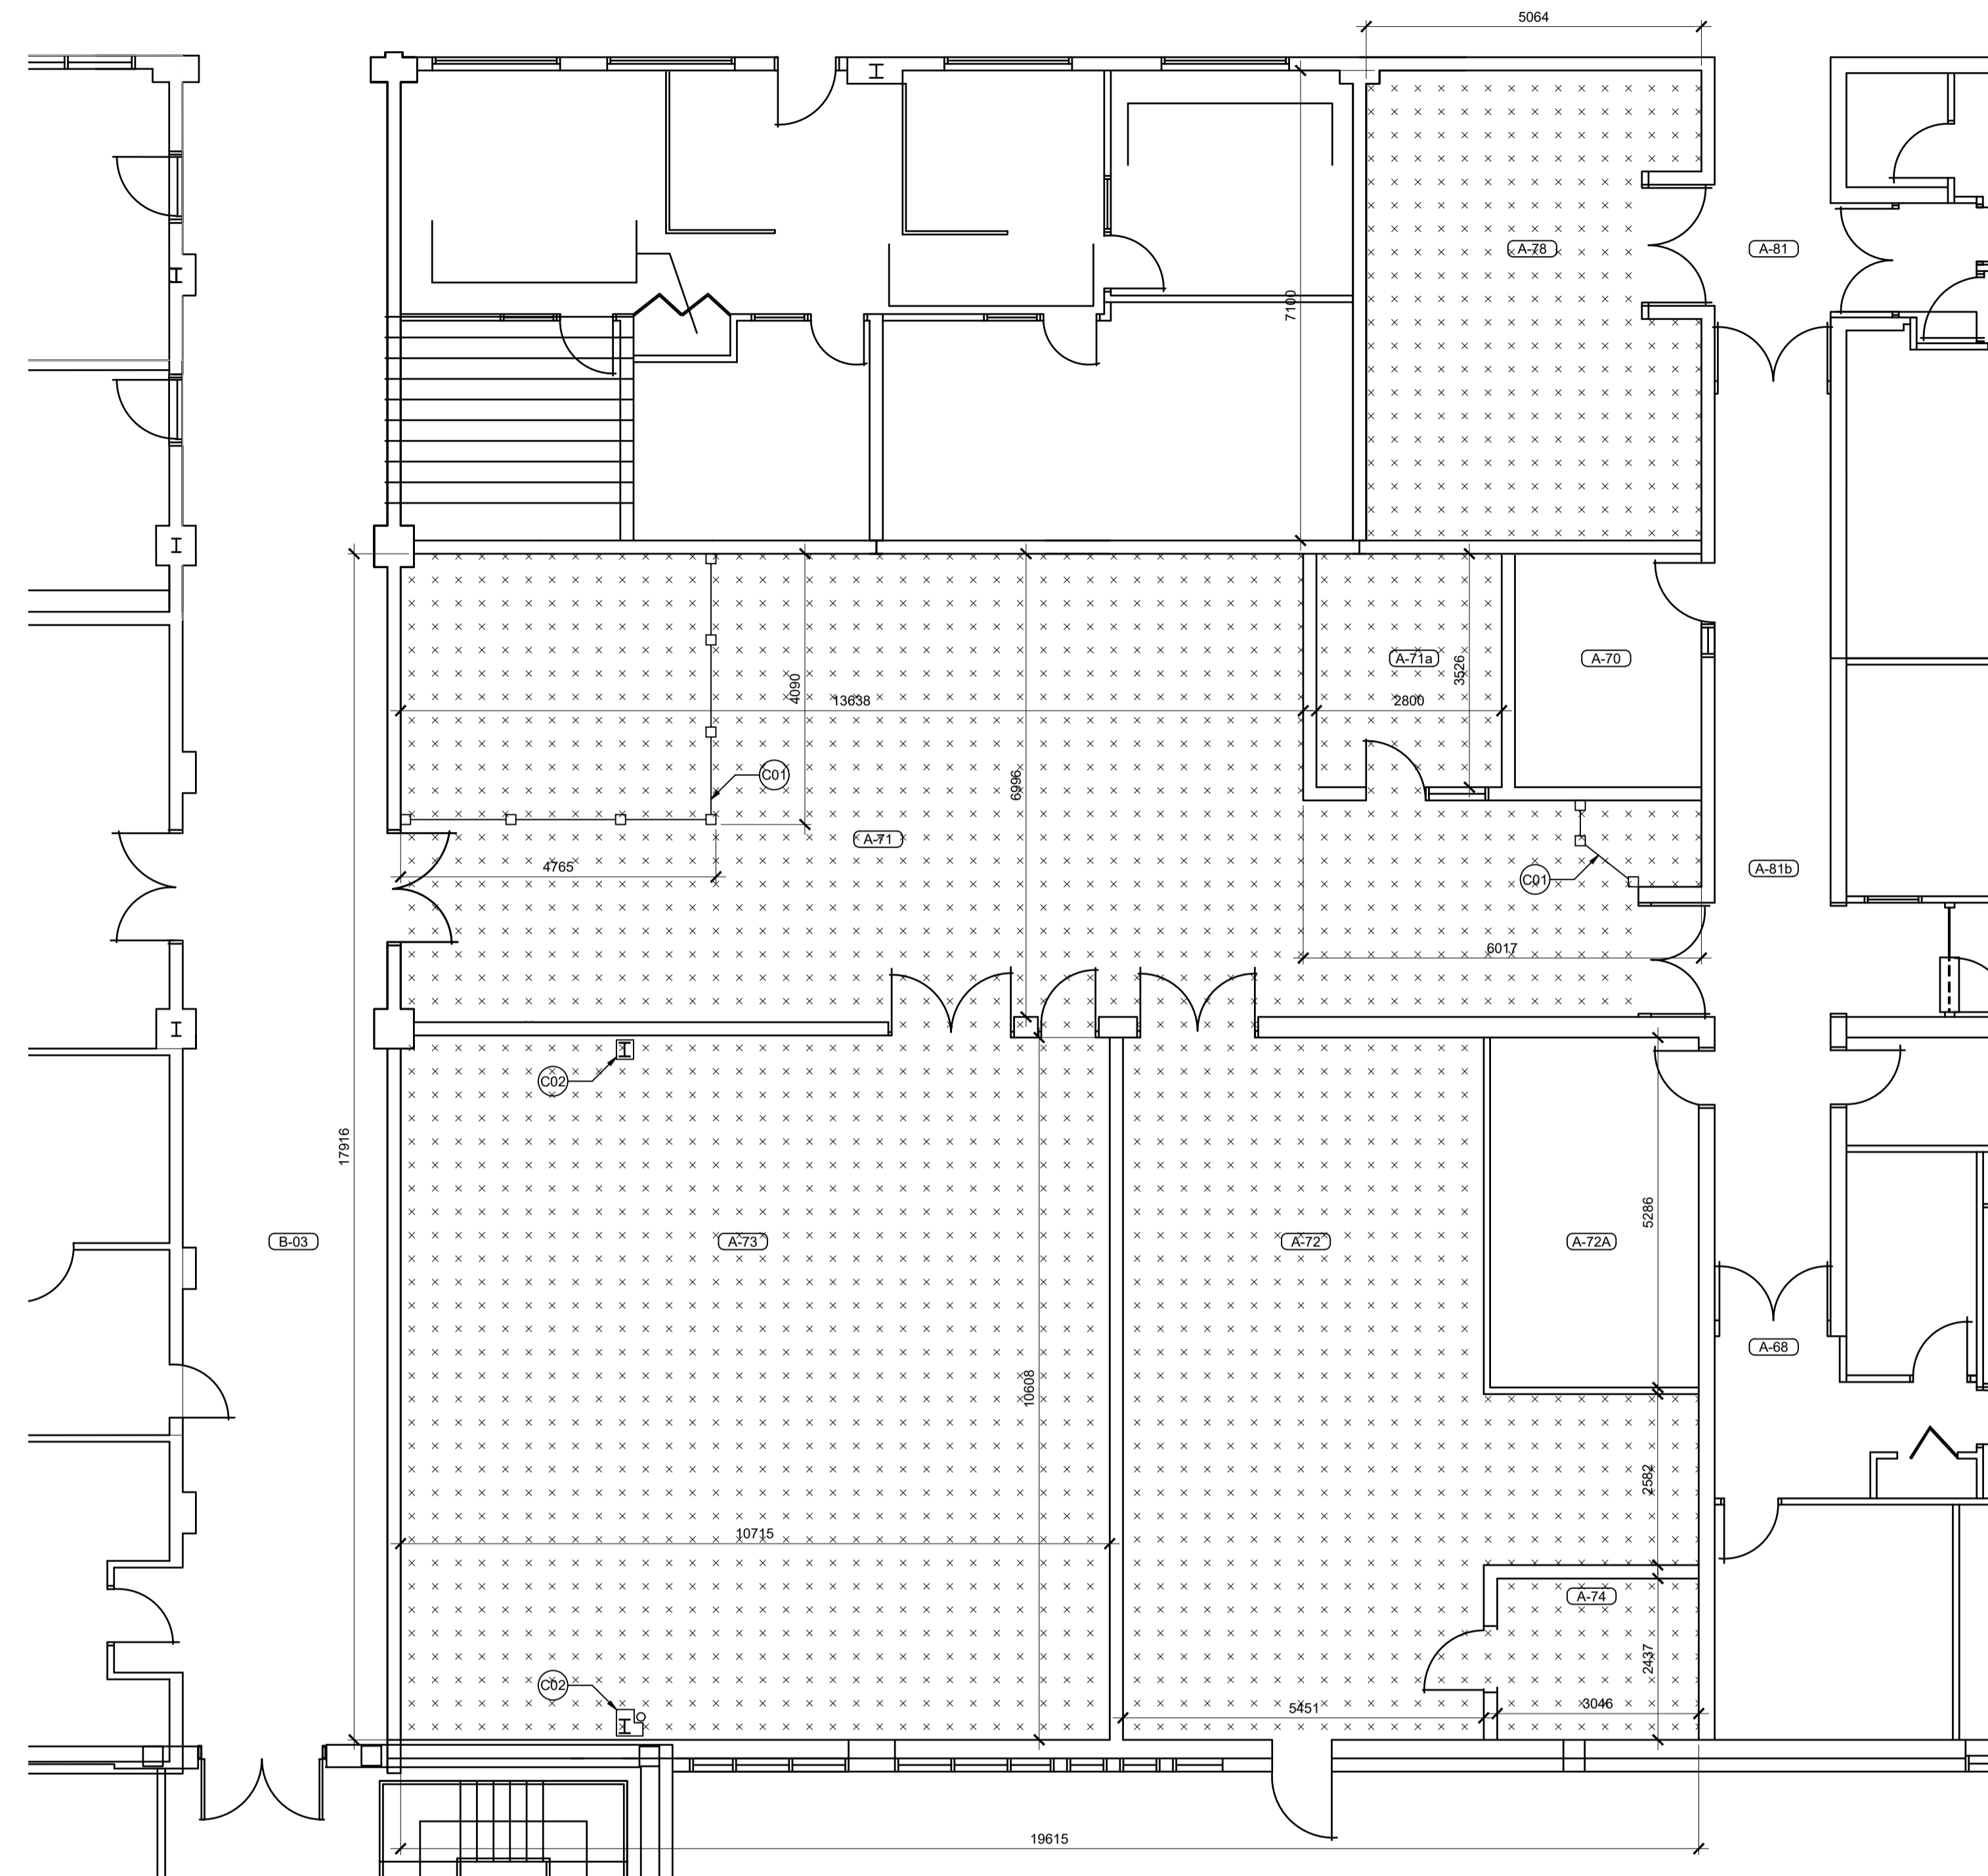 5064
A-78
A-81
7100
A-71a
A-70
3526
4090
13638
2800
C01
6996
A-71
4765
A-81b
C01
6017
C02
17916
5286
B-03
A-73
A-72
A-72A
A-68
10608
2582
10715
A-74
2437
C02
5451
3046
19615